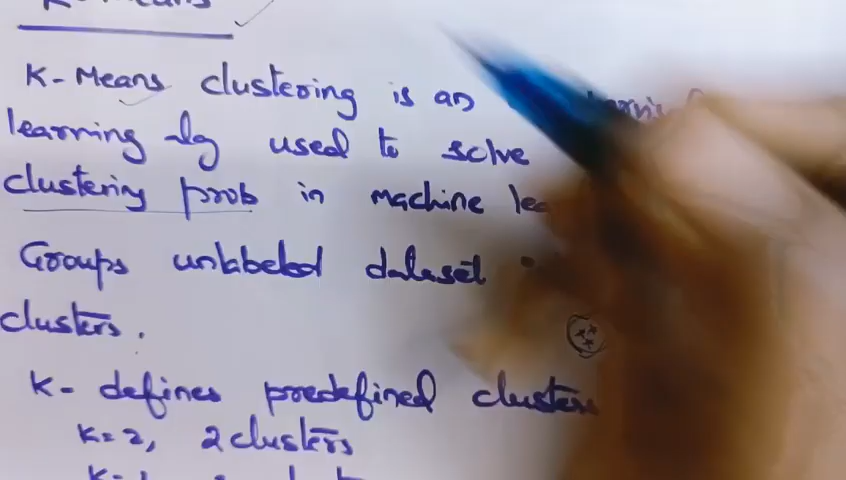 K-Means
K-Means clustering is an
learning alg used to solve
clustering prob in machine
Groups unlabeled dataset
clusters.
K- defines predefined clusters
K=2, 2 clusters